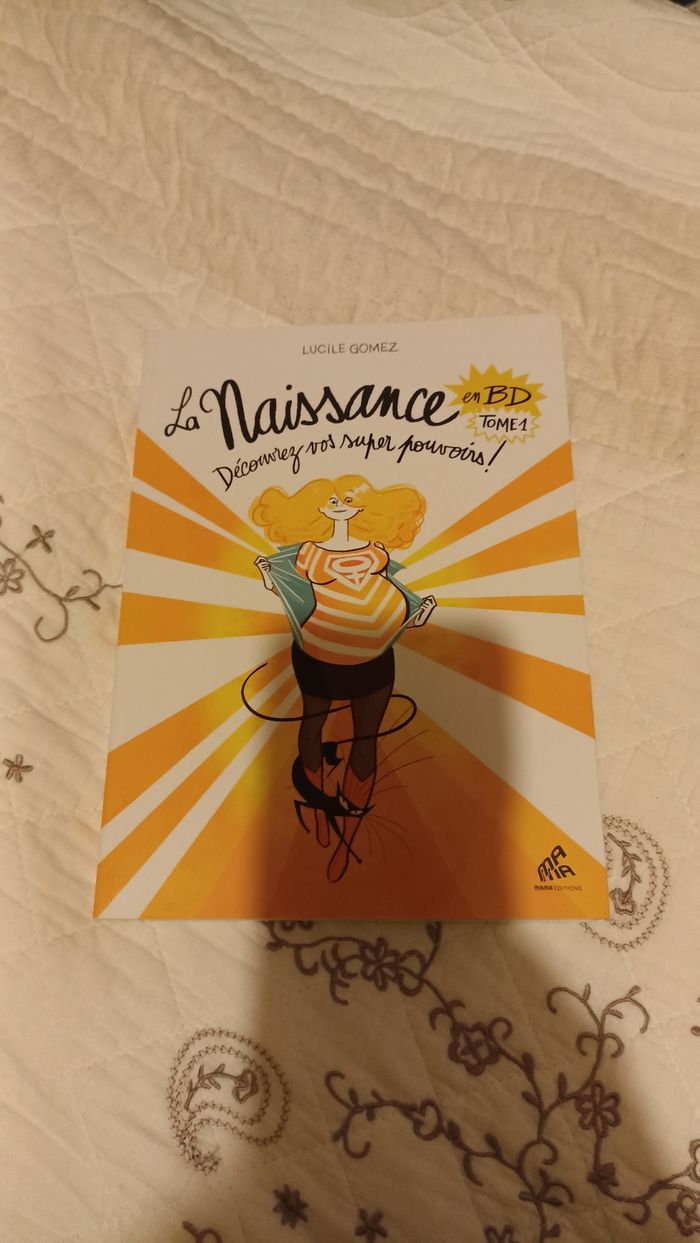 LUCILE GOMEZ
La Naissance en BD
TOME 1
Découvrez vos super pouvoirs!
MAMA
MAMA EDITIONS